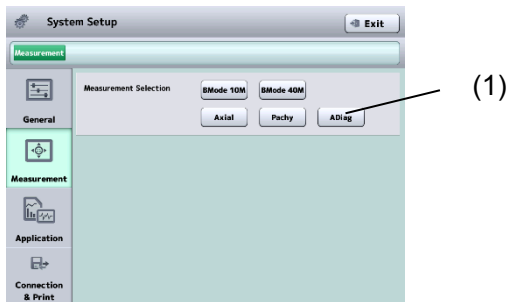 System Setup
Exit
Measurement
Measurement Selection
BMode 10M
BMode 40M
(1)
Axial
Pachy
ADiag
General
Measurement
Application
Connection
& Print